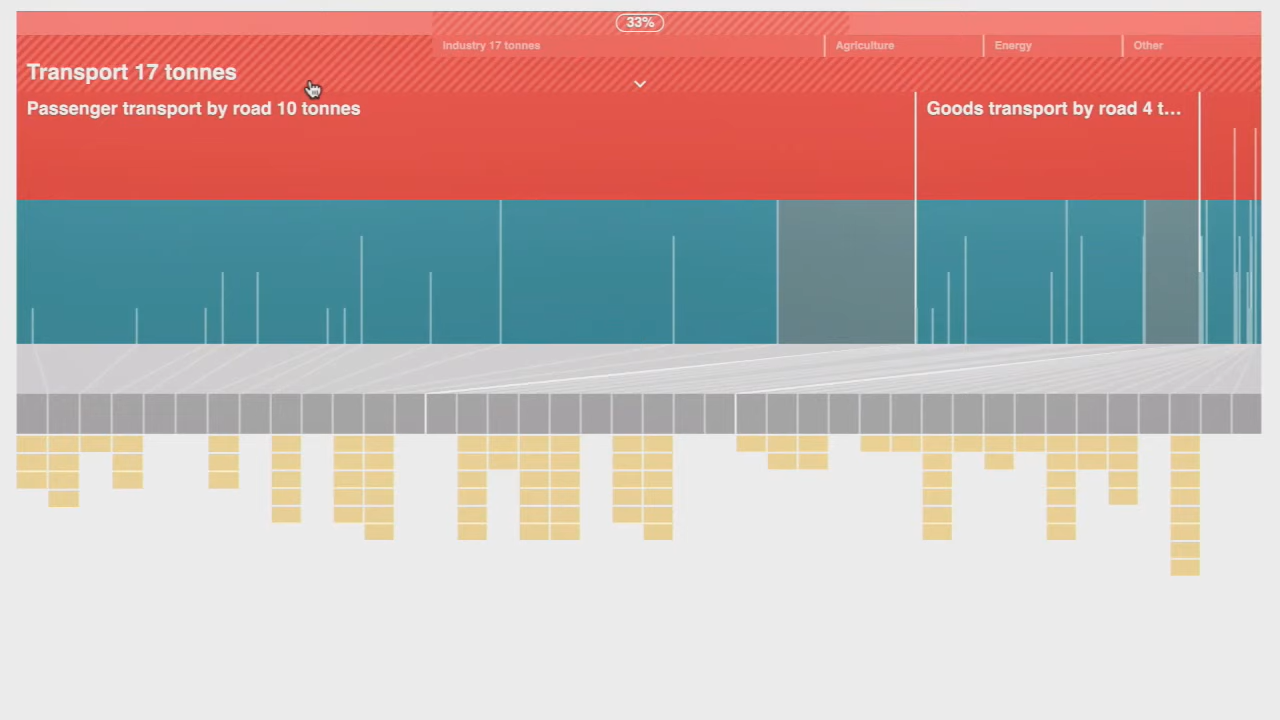 33%
Industry 17 tonnes
Agriculture
Energy
Other
Transport 17 tonnes
Passenger transport by road 10 tonnes
Goods transport by road 4 t...